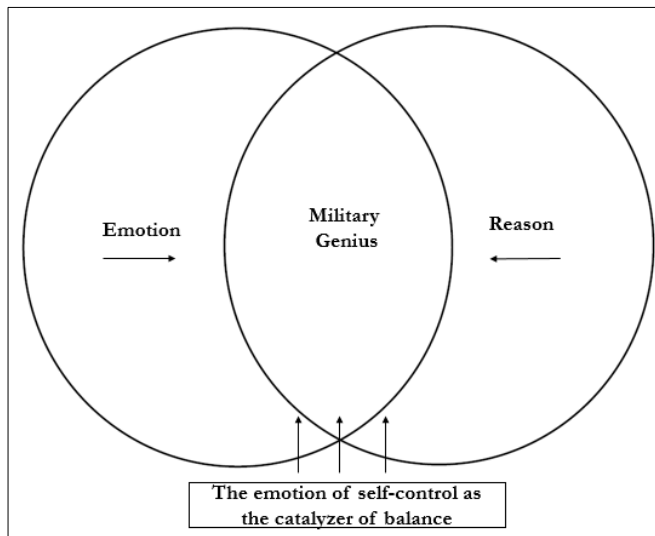 Emotion
Military
Genius
Reason
The emotion of self-control as
the catalyzer of balance